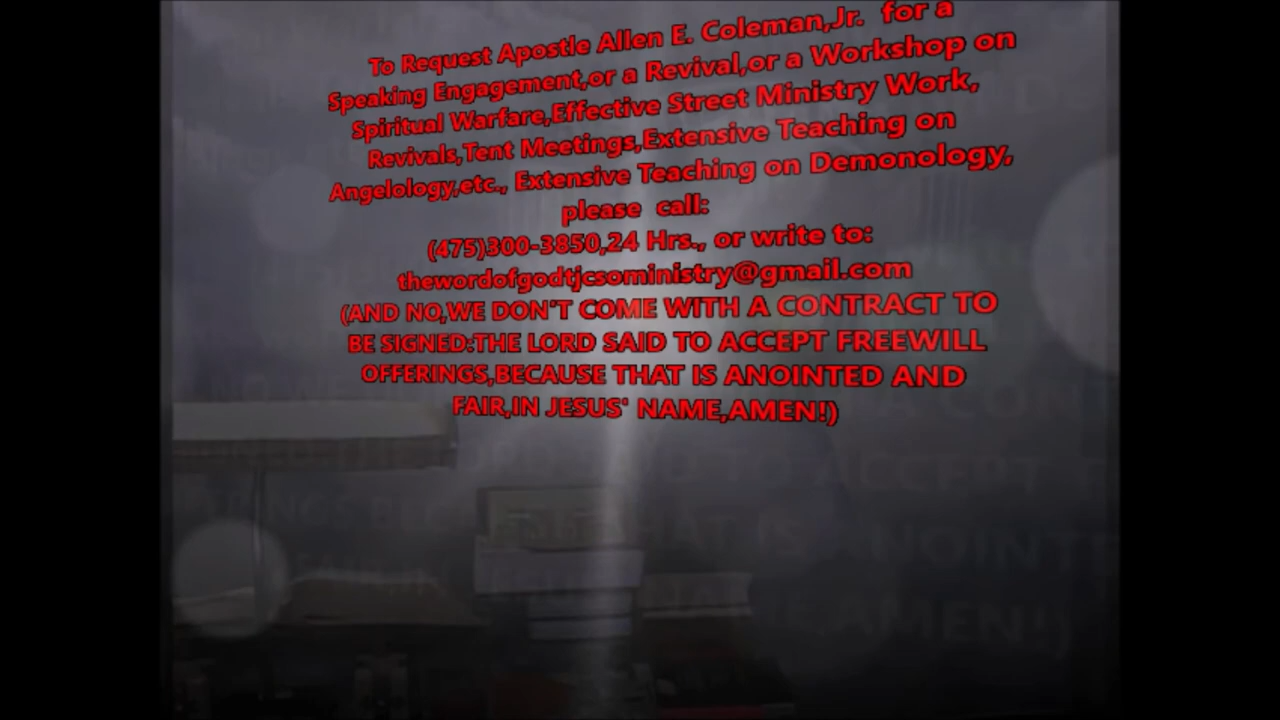 To Request Apostle Allen E. Coleman,Jr. for a
Speaking Engagement,or a Revival,or a Workshop on
Spiritual Warfare,Effective Street Ministry Work,
Revivals,Tent Meetings,Extensive Teaching on
Angelology,etc., Extensive Teaching on Demonology,
please call:
(475)300-3850,24 Hrs., or write to:
thewordofgodtjcsoministry@gmail.com
(AND NO,WE DON'T COME WITH A CONTRACT TO
BE SIGNED:THE LORD SAID TO ACCEPT FREEWILL
OFFERINGS,BECAUSE THAT IS ANOINTED AND
FAIR,IN JESUS' NAME,AMEN!)